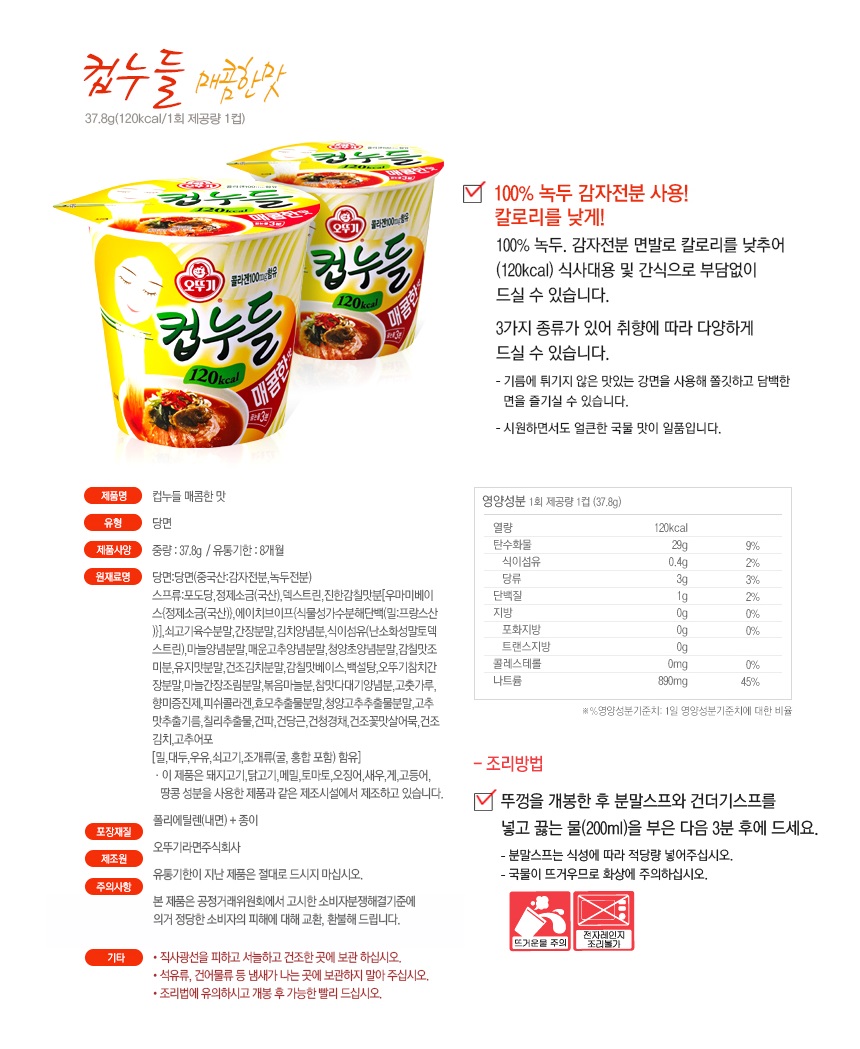 컵누들 매콤한맛
37.8g(120kcal/1회 제공량 1컵)
오뚜기
컵누들
120kcal
매콤한 맛
오뚜기
콜라겐100mg함유
컵누들
120kcal
매콤한
오뚜기
콜라겐100mg함유
컵누들
120kcal
매콤한 맛
100% 녹두 감자전분 사용!
칼로리를 낮게!
100% 녹두. 감자전분 면발로 칼로리를 낮추어
(120kcal) 식사대용 및 간식으로 부담없이
드실 수 있습니다.
3가지 종류가 있어 취향에 따라 다양하게
드실 수 있습니다.
- 기름에 튀기지 않은 맛있는 강면을 사용해 쫄깃하고 담백한
면을 즐기실 수 있습니다.
- 시원하면서도 얼큰한 국물 맛이 일품입니다.
제품명 컵누들 매콤한 맛
유형 당면
제품사양 중량 : 37.8g / 유통기한 : 8개월
원재료명 당면:당면(중국산:감자전분,녹두전분)
스프류:포도당,정제소금(국산),덱스트린,진한감칠맛분[우마미베이
스{정제소금(국산)},에이치브이프{식물성가수분해단백(밀:프랑스산
)}],쇠고기육수분말,간장분말,김치양념분,식이섬유(난소화성말토덱
스트린),마늘양념분말,매운고추양념분말,청양초양념분말,감칠맛조
미분,유지맛분말,건조김치분말,감칠맛베이스,백설탕,오뚜기참치간
장분말,마늘간장조림분말,볶음마늘분,참맛다대기양념분,고춧가루,
향미증진제,피쉬콜라겐,효모추출물분말,청양고추추출물분말,고추
맛추출기름,칠리추출물,건파,건당근,건청경채,건조꽃맛살어묵,건조
김치,고추어포
[밀,대두,우유,쇠고기,조개류(굴, 홍합 포함) 함유]
· 이 제품은 돼지고기,닭고기,메밀,토마토,오징어,새우,게,고등어,
땅콩 성분을 사용한 제품과 같은 제조시설에서 제조하고 있습니다.
포장재질 폴리에틸렌(내면) + 종이
제조원 오뚜기라면주식회사
주의사항 유통기한이 지난 제품은 절대로 드시지 마십시오.
본 제품은 공정거래위원회에서 고시한 소비자분쟁해결기준에
의거 정당한 소비자의 피해에 대해 교환, 환불해 드립니다.
기타 • 직사광선을 피하고 서늘하고 건조한 곳에 보관 하십시오.
• 석유류, 건어물류 등 냄새가 나는 곳에 보관하지 말아 주십시오.
• 조리법에 유의하시고 개봉 후 가능한 빨리 드십시오.
영양성분 1회 제공량 1컵 (37.8g)
열량 120kcal
탄수화물 29g 9%
식이섬유 0.4g 2%
당류 3g 3%
단백질 1g 2%
지방 0g 0%
포화지방 0g 0%
트랜스지방 0g
콜레스테롤 0mg 0%
나트륨 890mg 45%
※%영양성분기준치: 1일 영양성분기준치에 대한 비율
- 조리방법
뚜껑을 개봉한 후 분말스프와 건더기스프를
넣고 끓는 물(200ml)을 부은 다음 3분 후에 드세요.
- 분말스프는 식성에 따라 적당량 넣어주십시오.
- 국물이 뜨거우므로 화상에 주의하십시오.
뜨거운물 주의
전자레인지
조리불가